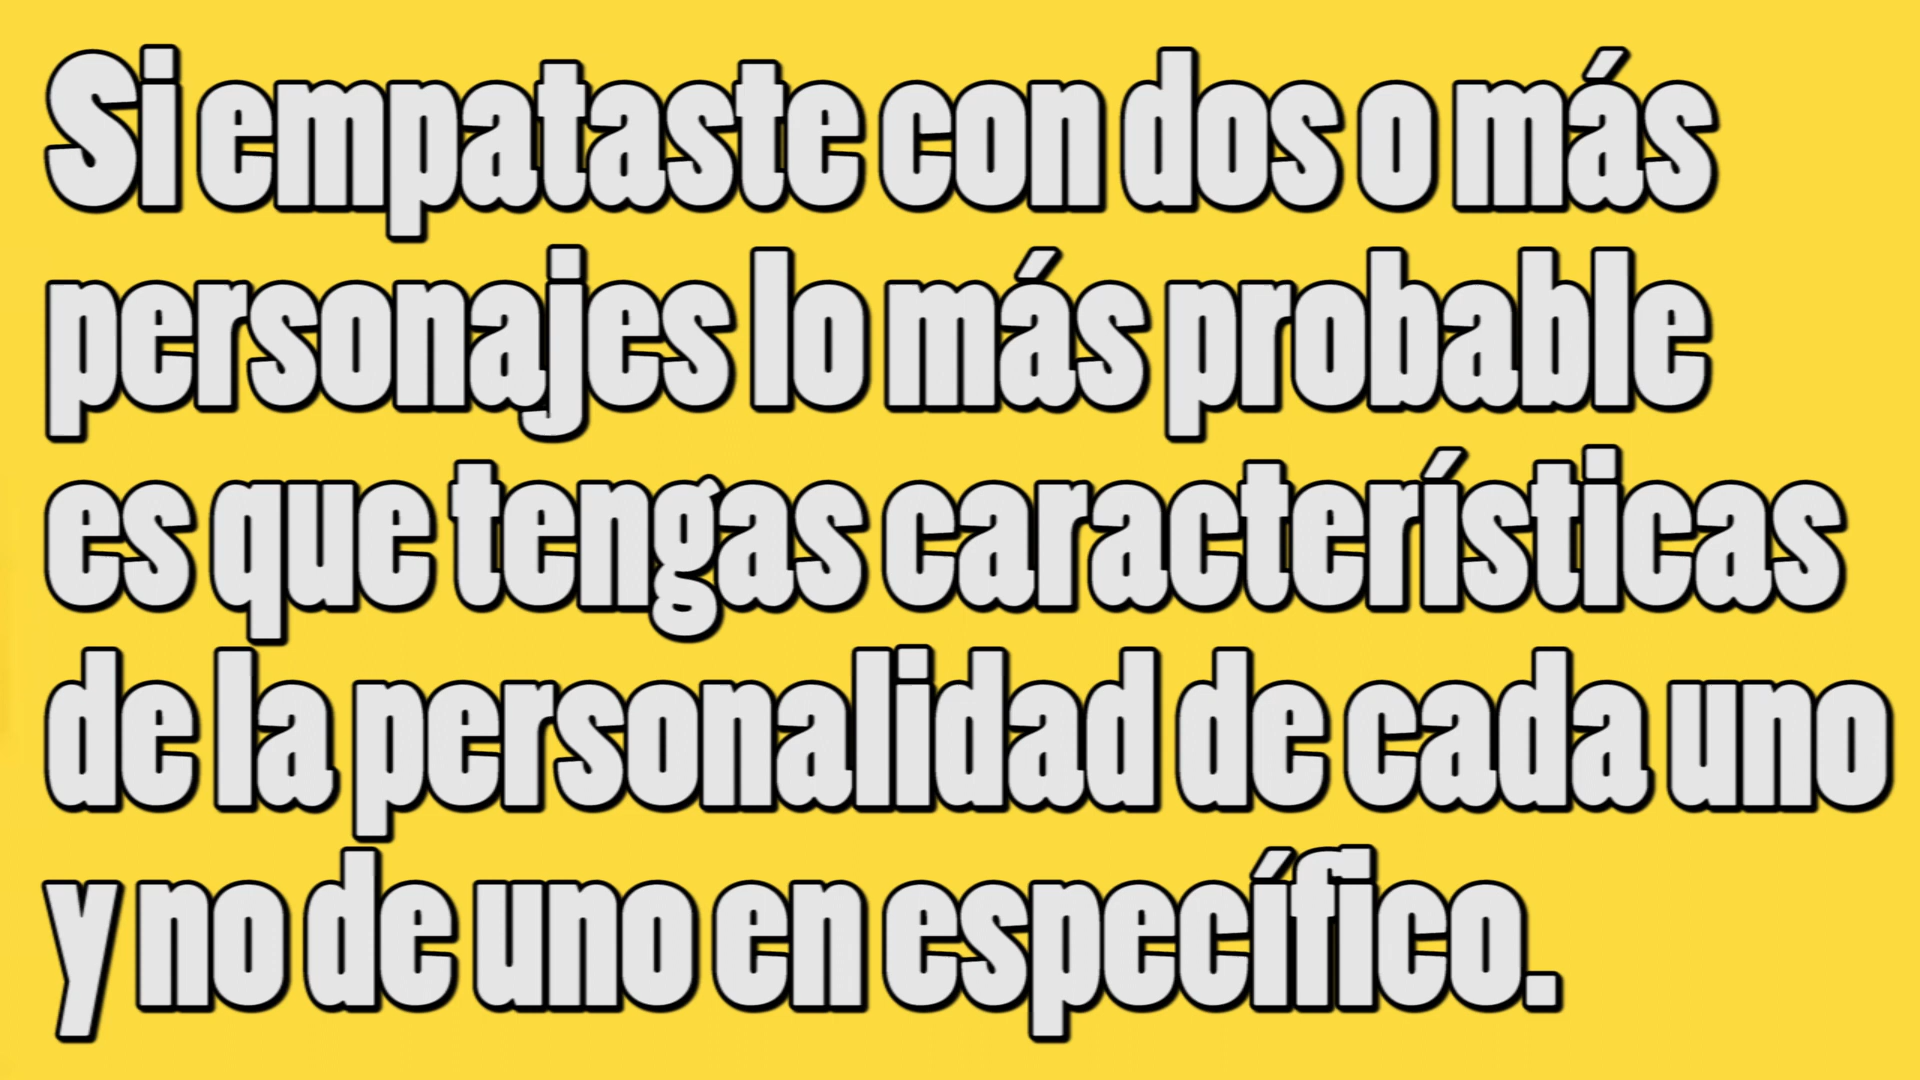 Si empataste con dos o más
personajes lo más probable
es que tengas características
de la personalidad de cada uno
y no de uno en específico.